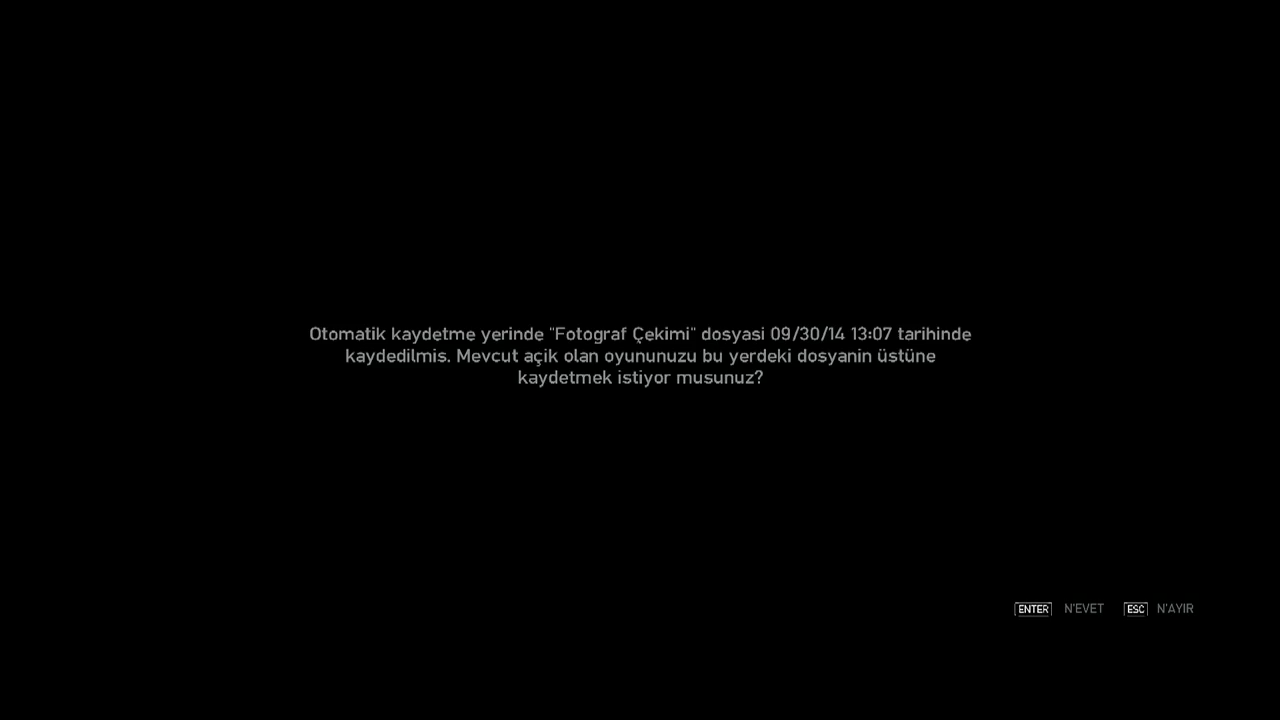 Otomatik kaydetme yerinde "Fotograf Çekimi" dosyasi 09/30/14 13:07 tarihinde
kaydedilmis. Mevcut açik olan oyununuzu bu yerdeki dosyanin üstüne
kaydetmek istiyor musunuz?
ENTER N'EVET ESC N'AYIR